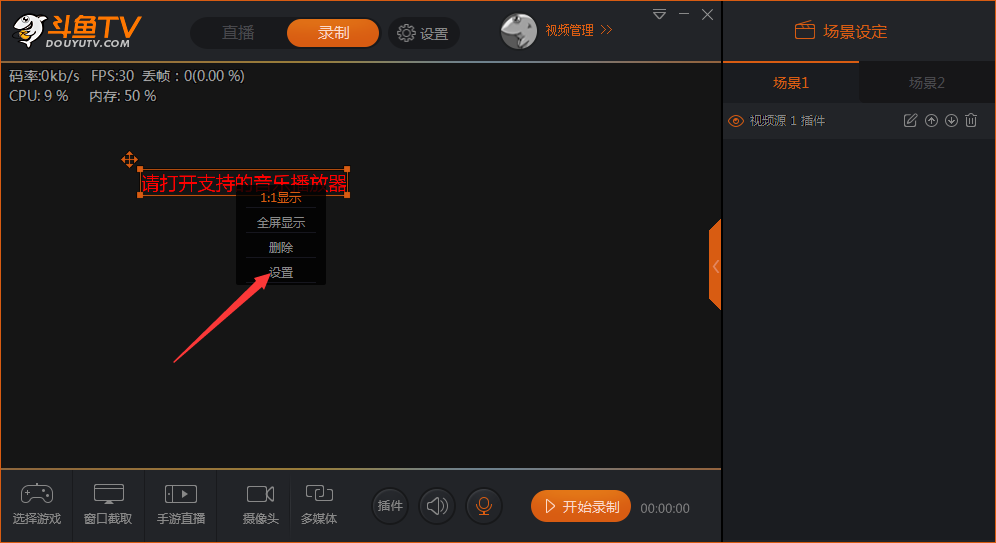 斗鱼TV
DOUYUTV.COM
直播
录制
设置
视频管理 >>
场景设定
码率:0kb/s FPS:30 丢帧：0(0.00 %)
CPU: 9 % 内存: 50 %
场景1
场景2
视频源 1 插件
请打开支持的音乐播放器
1:1显示
全屏显示
删除
设置
选择游戏
窗口截取
手游直播
摄像头
多媒体
插件
开始录制
00:00:00